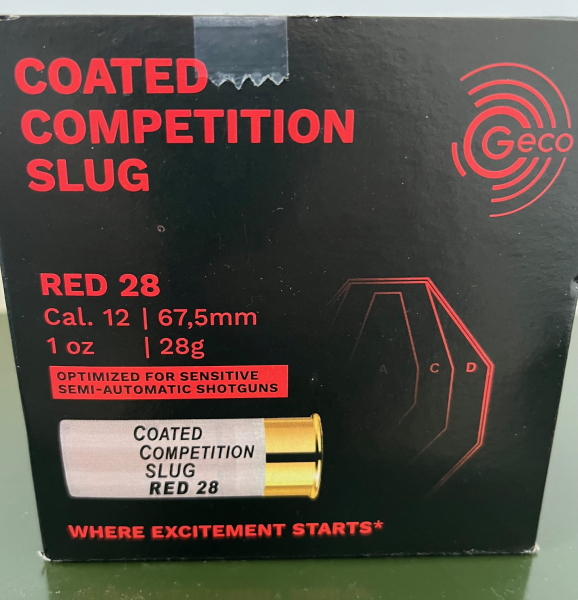 COATED
COMPETITION
SLUG
Geco
RED 28
Cal. 12 | 67,5mm
1 oz | 28g
OPTIMIZED FOR SENSITIVE
SEMI-AUTOMATIC SHOTGUNS
A C D
COATED
COMPETITION
SLUG
RED 28
WHERE EXCITEMENT STARTS*